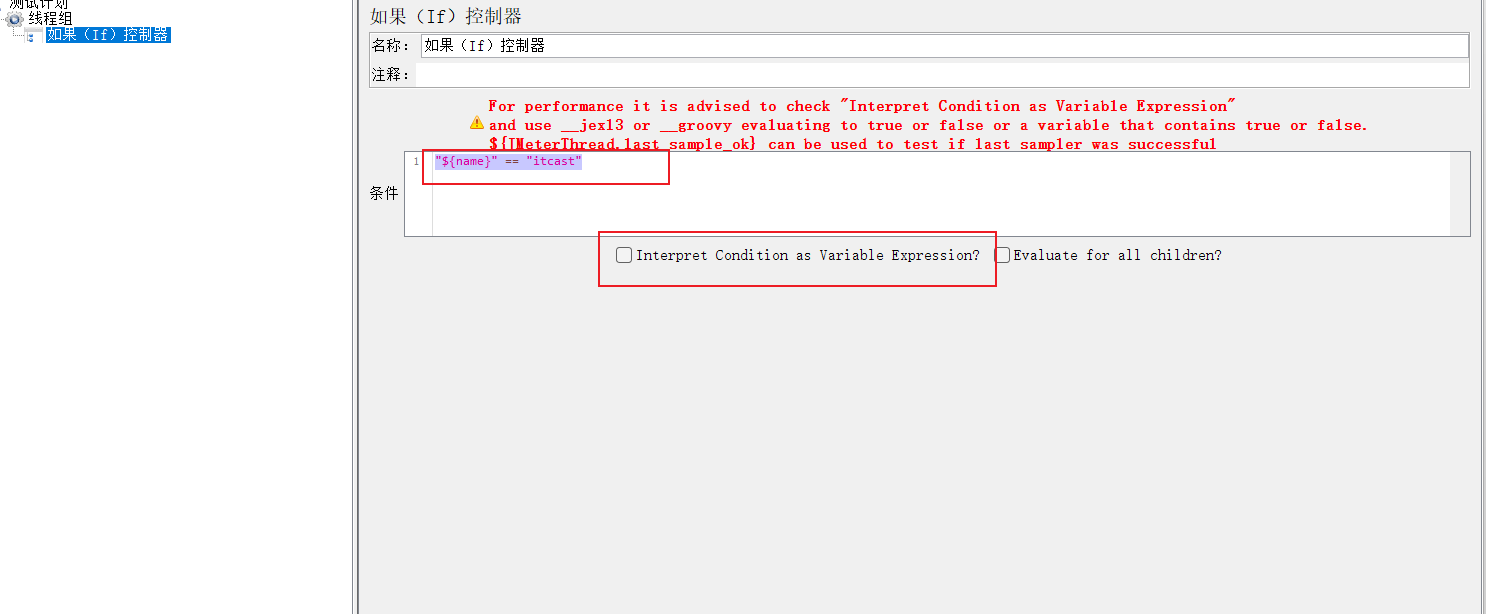 测试计划
线程组
如果（If）控制器
如果（If）控制器
名称： 如果（If）控制器
注释：
For performance it is advised to check "Interpret Condition as Variable Expression"
and use __jexl3 or __groovy evaluating to true or false or a variable that contains true or false.
${JMeterThread.last_sample_ok} can be used to test if last sampler was successful
条件
1 "${name}" == "itcast"
Interpret Condition as Variable Expression? Evaluate for all children?